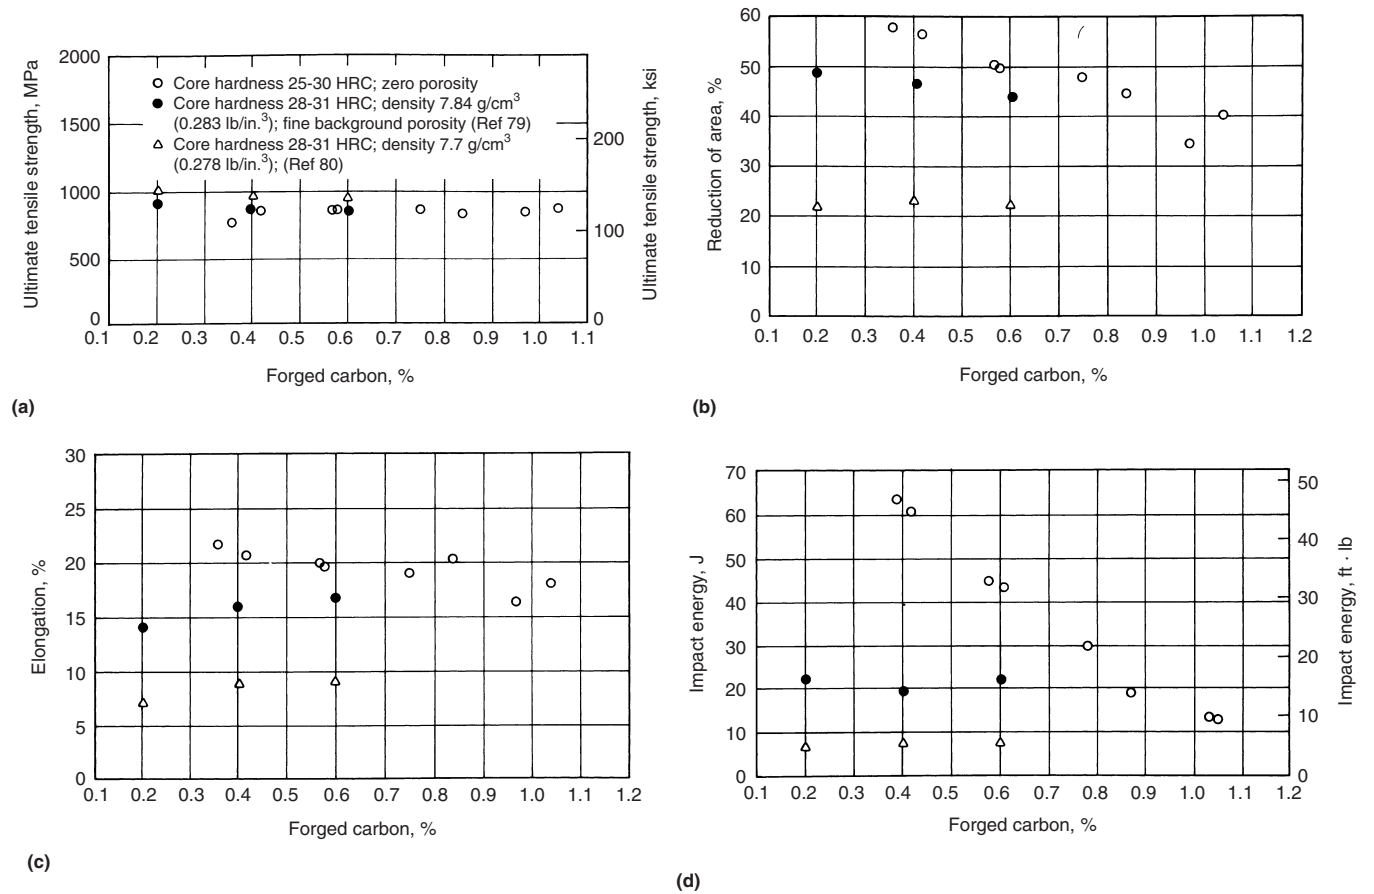 2000
1500
1000
500
0
Ultimate tensile strength, MPa
Core hardness 25-30 HRC; zero porosity
Core hardness 28-31 HRC; density 7.84 g/cm3
(0.283 lb/in.3); fine background porosity (Ref 79)
Core hardness 28-31 HRC; density 7.7 g/cm3
(0.278 lb/in.3); (Ref 80)
200
100
0
Ultimate tensile strength, ksi
0.1 0.2 0.3 0.4 0.5 0.6 0.7 0.8 0.9 1.0 1.1
Forged carbon, %
(a)
60
50
40
30
20
10
0
Reduction of area, %
0.1 0.2 0.3 0.4 0.5 0.6 0.7 0.8 0.9 1.0 1.1 1.2
Forged carbon, %
(b)
30
25
20
15
10
5
0
Elongation, %
0.1 0.2 0.3 0.4 0.5 0.6 0.7 0.8 0.9 1.0 1.1 1.2
Forged carbon, %
(c)
70
60
50
40
30
20
10
0
Impact energy, J
50
40
30
20
10
0
Impact energy, ft · lb
0.1 0.2 0.3 0.4 0.5 0.6 0.7 0.8 0.9 1.0 1.1 1.2
Forged carbon, %
(d)